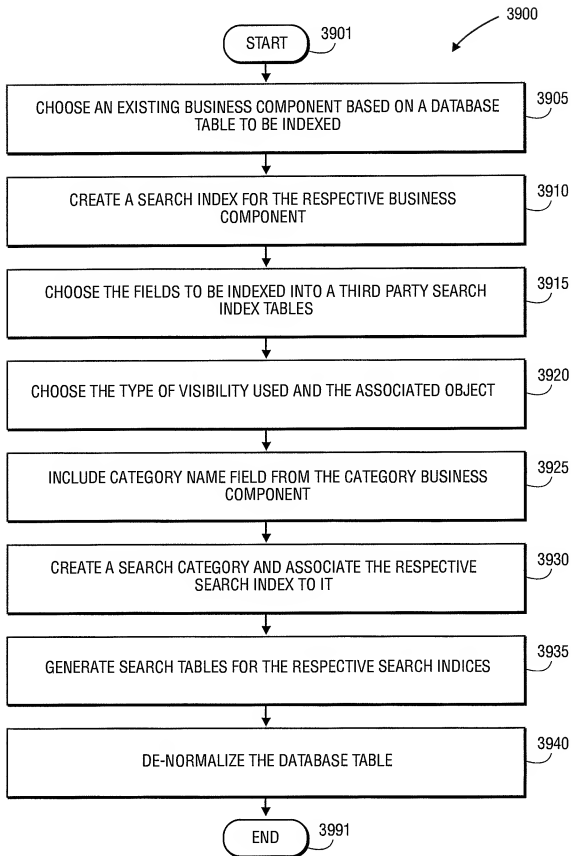 3900
START
3901
CHOOSE AN EXISTING BUSINESS COMPONENT BASED ON A DATABASE
TABLE TO BE INDEXED
3905
CREATE A SEARCH INDEX FOR THE RESPECTIVE BUSINESS
COMPONENT
3910
CHOOSE THE FIELDS TO BE INDEXED INTO A THIRD PARTY SEARCH
INDEX TABLES
3915
CHOOSE THE TYPE OF VISIBILITY USED AND THE ASSOCIATED OBJECT
3920
INCLUDE CATEGORY NAME FIELD FROM THE CATEGORY BUSINESS
COMPONENT
3925
CREATE A SEARCH CATEGORY AND ASSOCIATE THE RESPECTIVE
SEARCH INDEX TO IT
3930
GENERATE SEARCH TABLES FOR THE RESPECTIVE SEARCH INDICES
3935
DE-NORMALIZE THE DATABASE TABLE
3940
END
3991